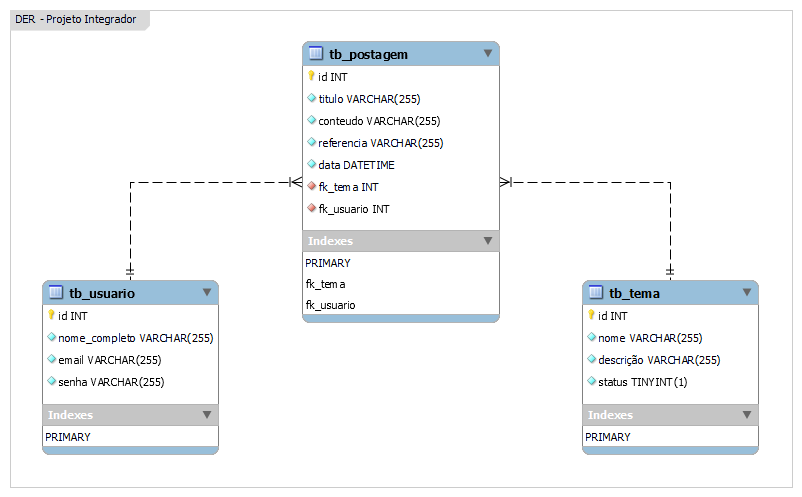 DER - Projeto Integrador
tb_postagem
id INT
titulo VARCHAR(255)
conteudo VARCHAR(255)
referencia VARCHAR(255)
data DATETIME
fk_tema INT
fk_usuario INT
Indexes
PRIMARY
fk_tema
fk_usuario
tb_usuario
id INT
nome_completo VARCHAR(255)
email VARCHAR(255)
senha VARCHAR(255)
Indexes
PRIMARY
tb_tema
id INT
nome VARCHAR(255)
descrição VARCHAR(255)
status TINYINT(1)
Indexes
PRIMARY